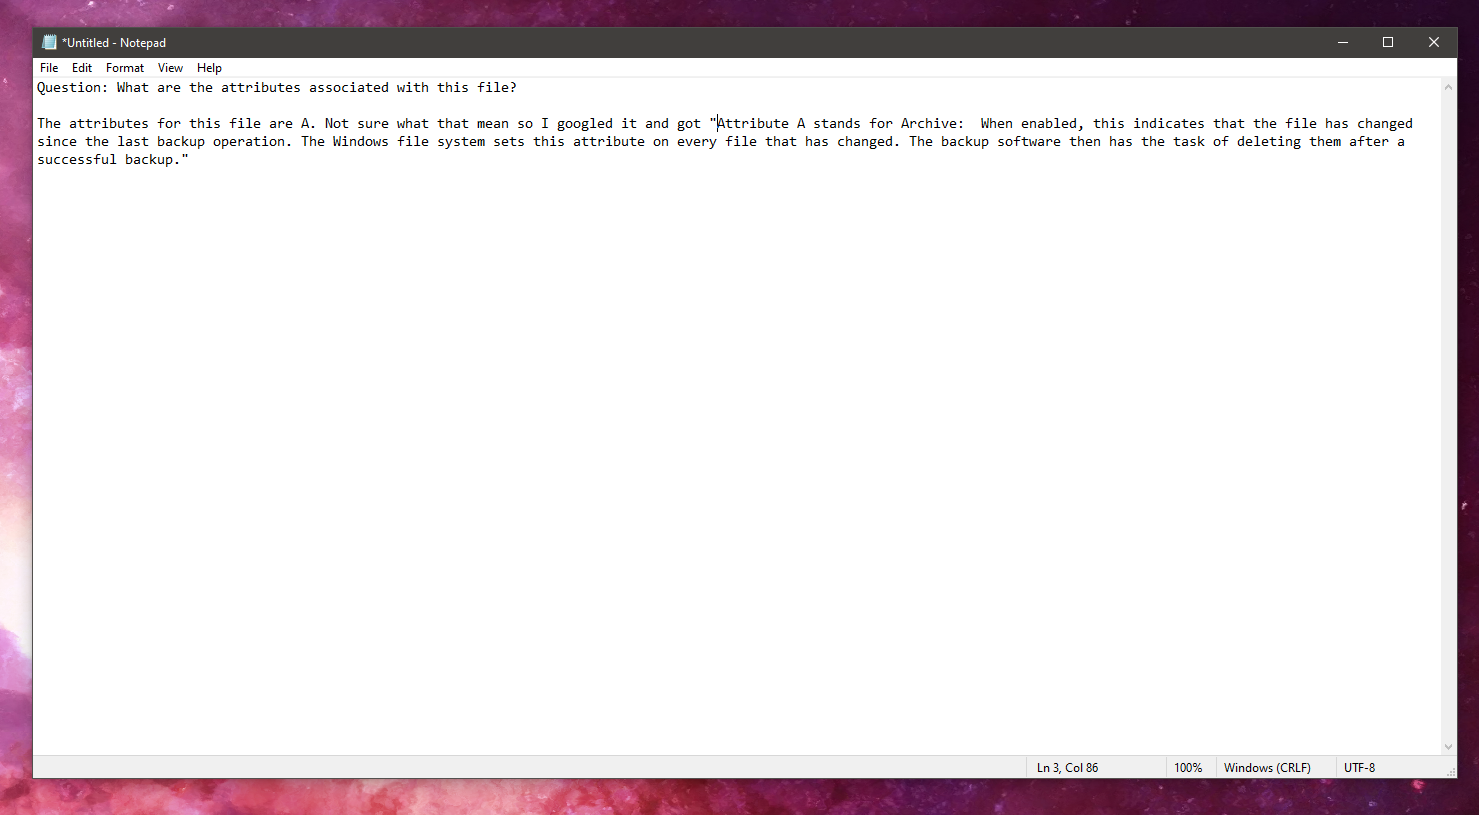 *Untitled - Notepad
File Edit Format View Help
Question: What are the attributes associated with this file?
The attributes for this file are A. Not sure what that mean so I googled it and got "Attribute A stands for Archive:  When enabled, this indicates that the file has changed
since the last backup operation. The Windows file system sets this attribute on every file that has changed. The backup software then has the task of deleting them after a
successful backup."
Ln 3, Col 86 100% Windows (CRLF) UTF-8